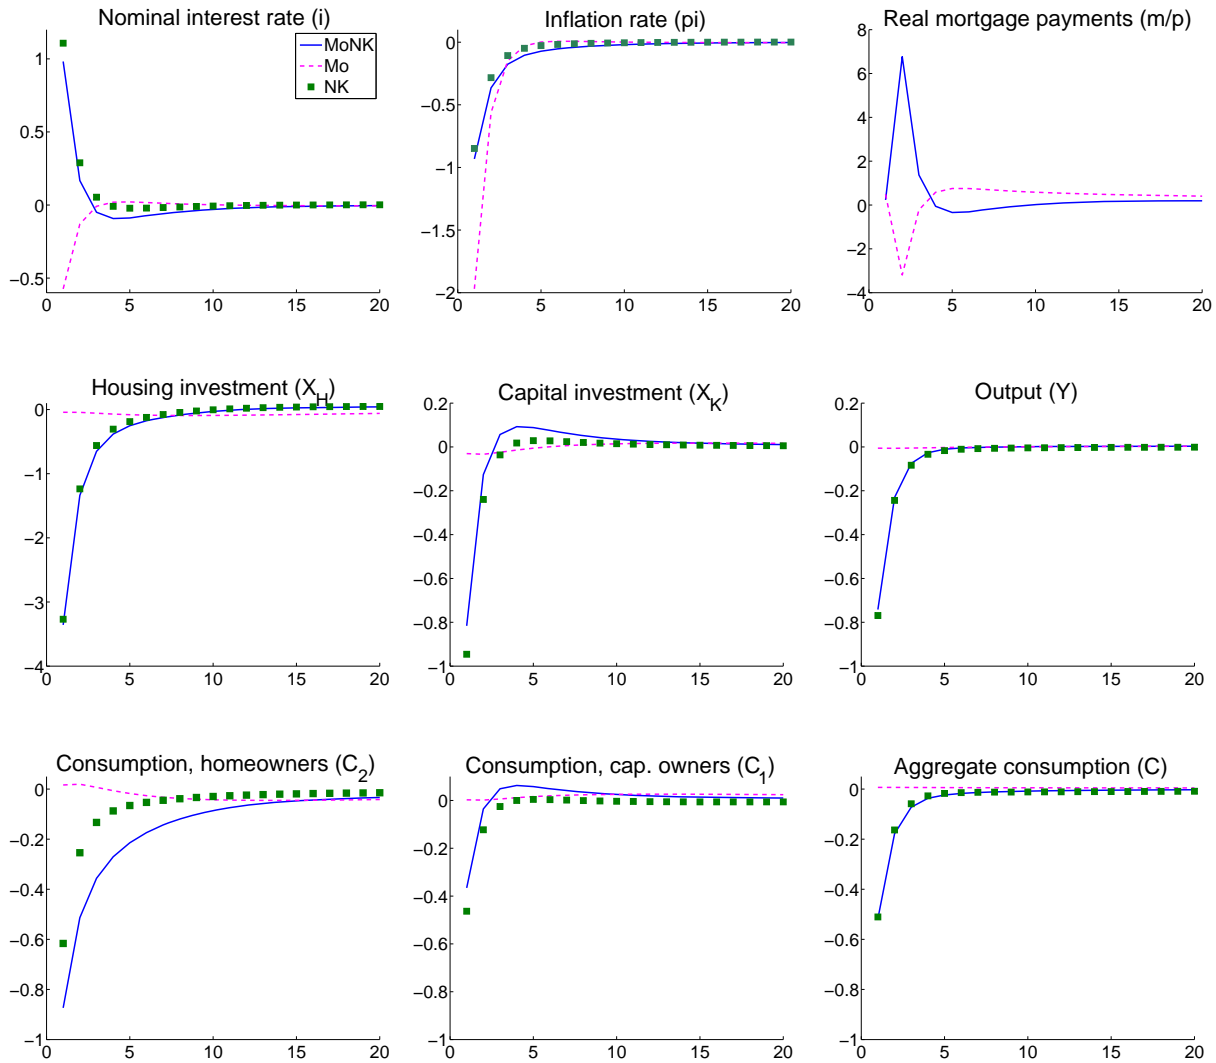 Nominal interest rate (i)
1
0.5
0
−0.5
0 5 10 15 20
MoNK
Mo
NK
Inflation rate (pi)
0
−0.5
−1
−1.5
−2
0 5 10 15 20
Real mortgage payments (m/p)
8
6
4
2
0
−2
−4
0 5 10 15 20
Housing investment (X_H)
0
−1
−2
−3
−4
0 5 10 15 20
Capital investment (X_K)
0.2
0
−0.2
−0.4
−0.6
−0.8
−1
0 5 10 15 20
Output (Y)
0.2
0
−0.2
−0.4
−0.6
−0.8
−1
0 5 10 15 20
Consumption, homeowners (C_2)
0
−0.2
−0.4
−0.6
−0.8
−1
0 5 10 15 20
Consumption, cap. owners (C_1)
0
−0.2
−0.4
−0.6
−0.8
−1
0 5 10 15 20
Aggregate consumption (C)
0
−0.2
−0.4
−0.6
−0.8
−1
0 5 10 15 20